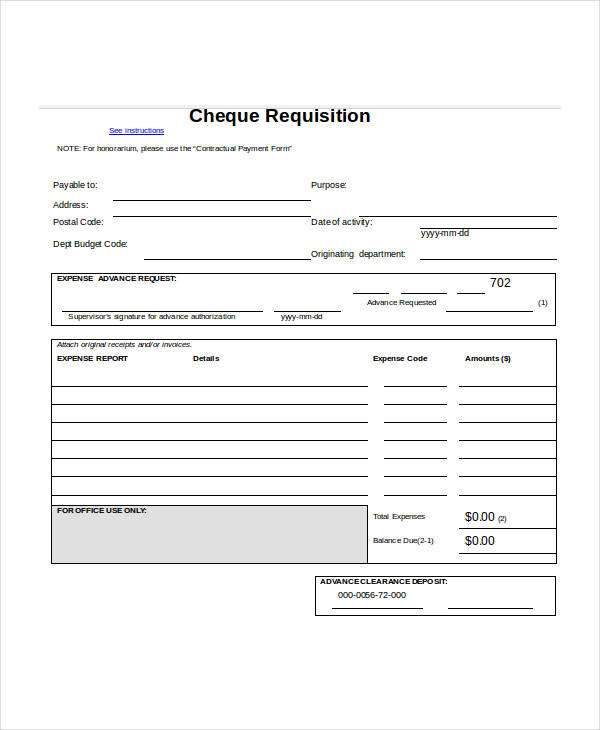 Cheque Requisition
See instructions
NOTE: For honorarium, please use the "Contractual Payment Form"
Payable to: Purpose:
Address:
Postal Code: Date of activity:
yyyy-mm-dd
Dept Budget Code:
Originating department:
EXPENSE ADVANCE REQUEST: 702
Advance Requested (1)
Supervisor's signature for advance authorization yyyy-mm-dd
Attach original receipts and/or invoices.
EXPENSE REPORT Details Expense Code Amounts ($)
FOR OFFICE USE ONLY:
Total Expenses $0.00 (2)
Balance Due(2-1) $0.00
ADVANCE CLEARANCE DEPOSIT:
000-0056-72-000